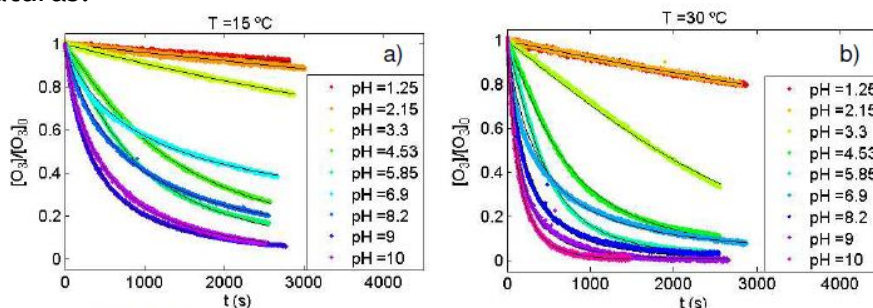 T =15 ºC
a)
[O3]/[O3]0
1
0.8
0.6
0.4
0.2
0
0 1000 2000 3000 4000
t (s)
pH =1.25
pH =2.15
pH =3.3
pH =4.53
pH =5.85
pH =6.9
pH =8.2
pH =9
pH =10
T =30 ºC
b)
[O3]/[O3]0
1
0.8
0.6
0.4
0.2
0
0 1000 2000 3000 4000
t (s)
pH =1.25
pH =2.15
pH =3.3
pH =4.53
pH =5.85
pH =6.9
pH =8.2
pH =9
pH =10